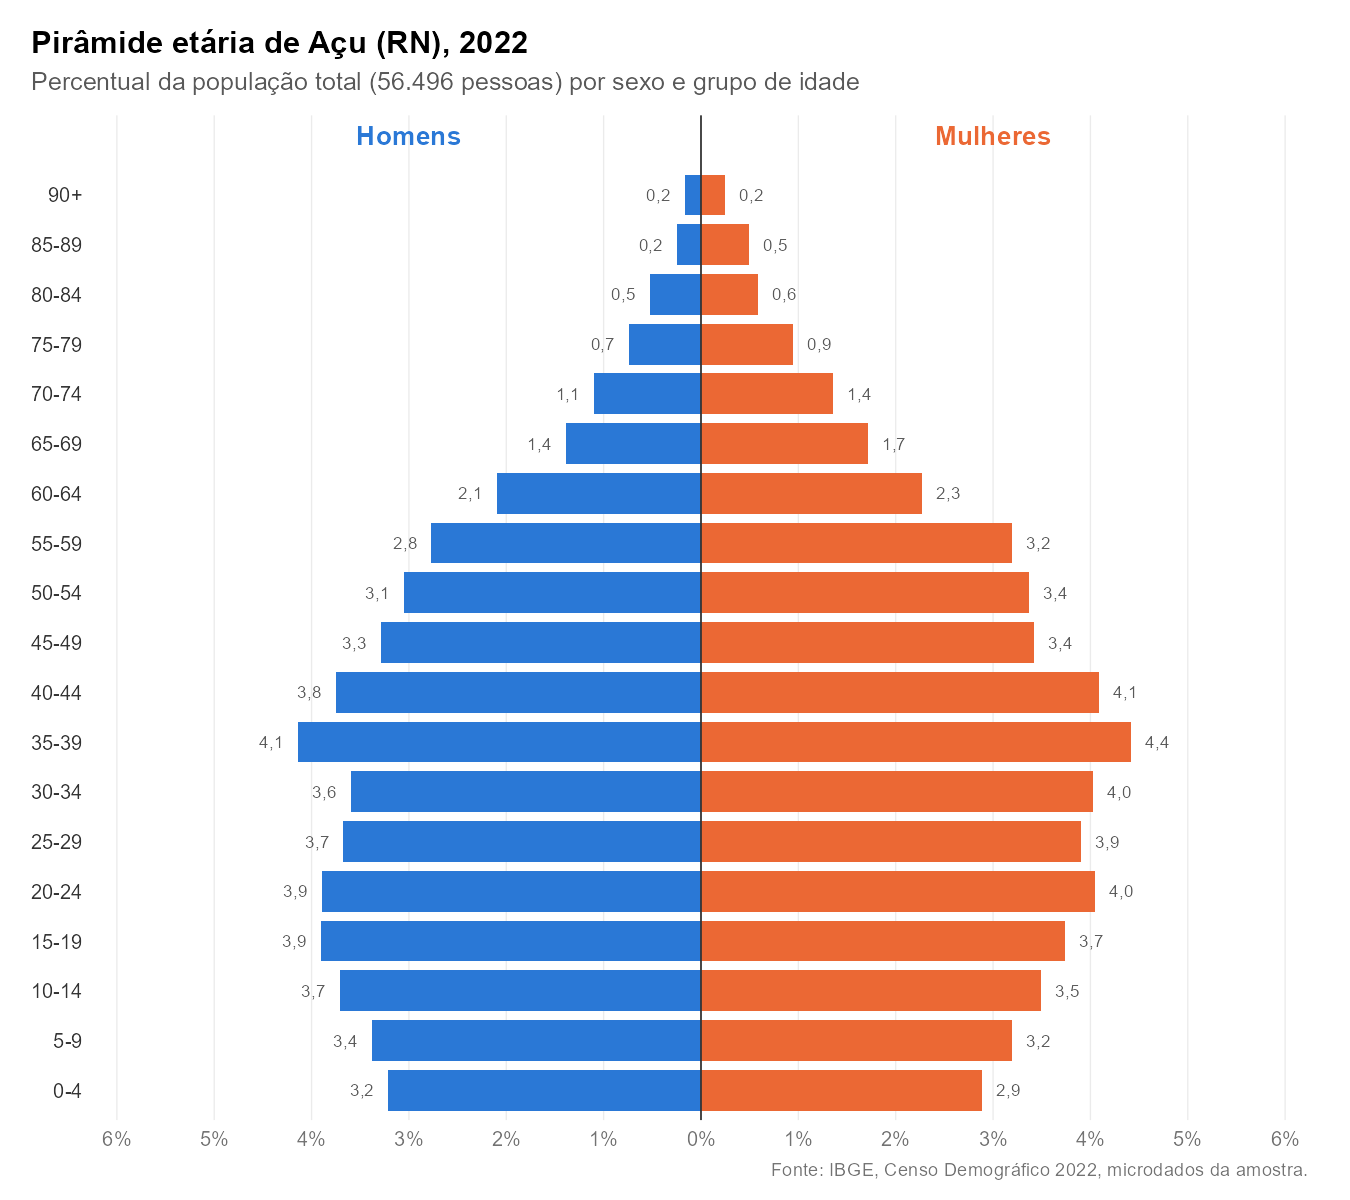 Pirâmide etária de Açu (RN), 2022
Percentual da população total (56.496 pessoas) por sexo e grupo de idade
Homens Mulheres
90+ 0,2 0,2
85-89 0,2 0,5
80-84 0,5 0,6
75-79 0,7 0,9
70-74 1,1 1,4
65-69 1,4 1,7
60-64 2,1 2,3
55-59 2,8 3,2
50-54 3,1 3,4
45-49 3,3 3,4
40-44 3,8 4,1
35-39 4,1 4,4
30-34 3,6 4,0
25-29 3,7 3,9
20-24 3,9 4,0
15-19 3,9 3,7
10-14 3,7 3,5
5-9 3,4 3,2
0-4 3,2 2,9
6% 5% 4% 3% 2% 1% 0% 1% 2% 3% 4% 5% 6%
Fonte: IBGE, Censo Demográfico 2022, microdados da amostra.